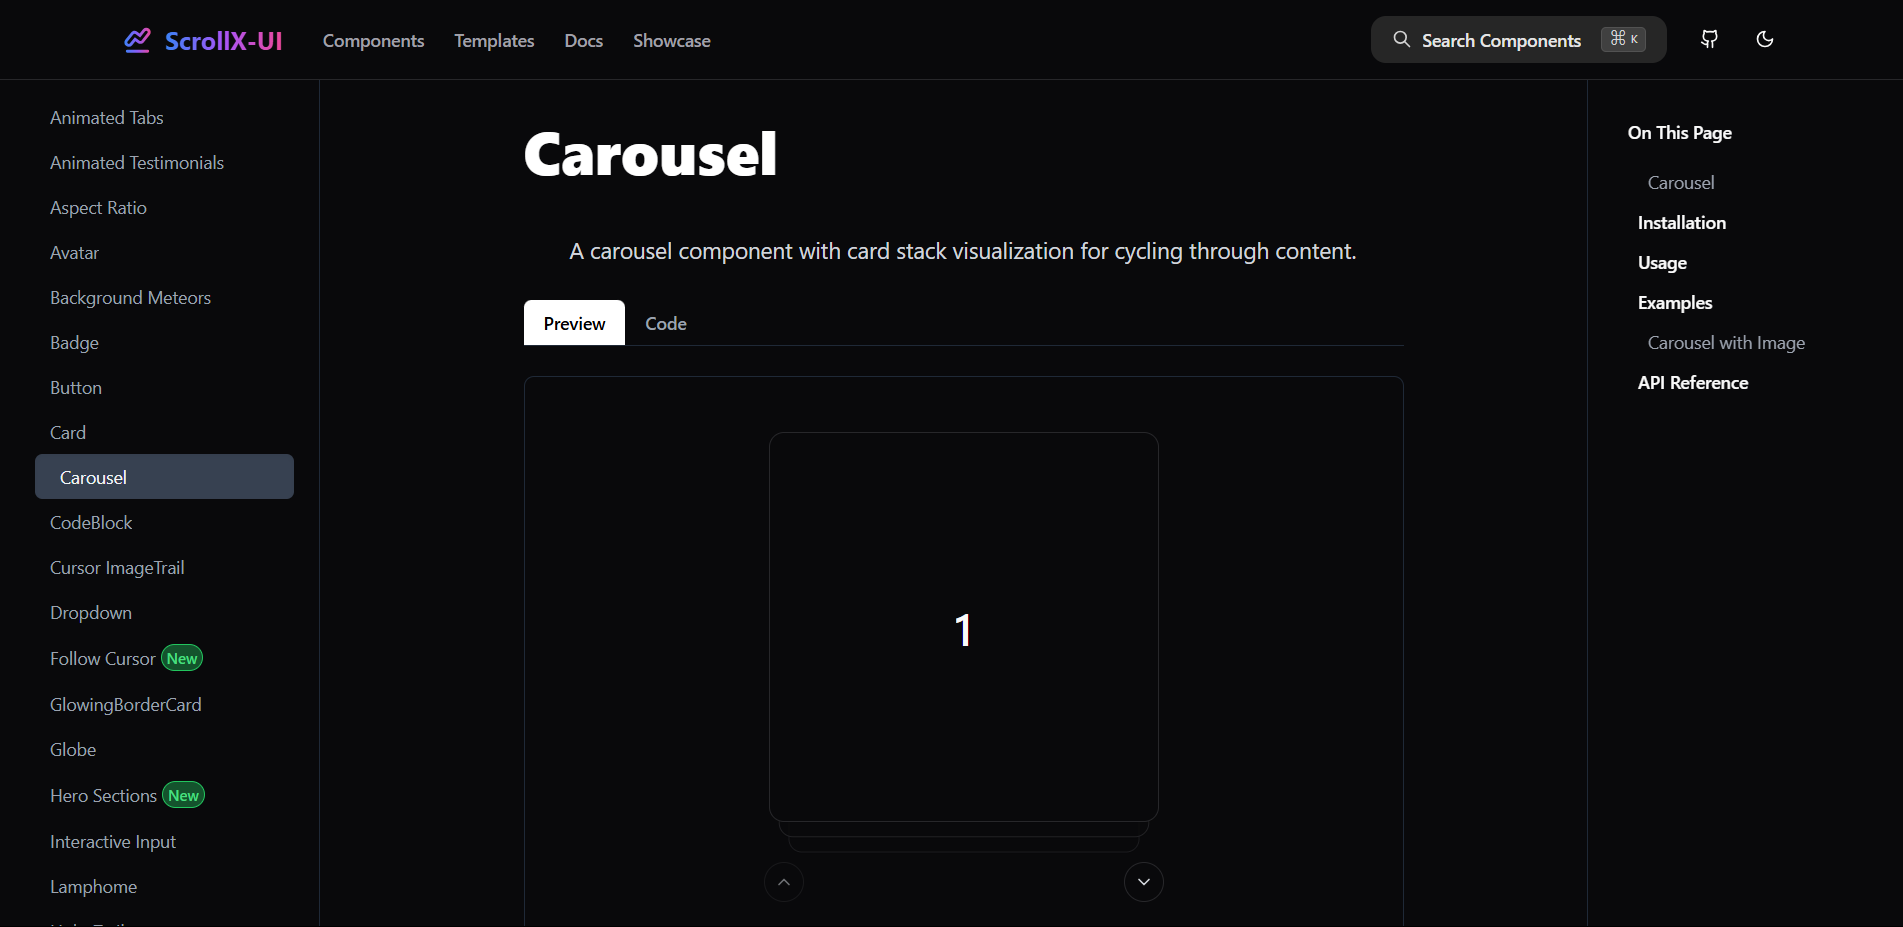 ScrollX-UI
Components
Templates
Docs
Showcase
Search Components
⌘ K
Animated Tabs
Animated Testimonials
Aspect Ratio
Avatar
Background Meteors
Badge
Button
Card
Carousel
CodeBlock
Cursor ImageTrail
Dropdown
Follow Cursor New
GlowingBorderCard
Globe
Hero Sections New
Interactive Input
Lamphome
Carousel
A carousel component with card stack visualization for cycling through content.
Preview
Code
1
On This Page
Carousel
Installation
Usage
Examples
Carousel with Image
API Reference